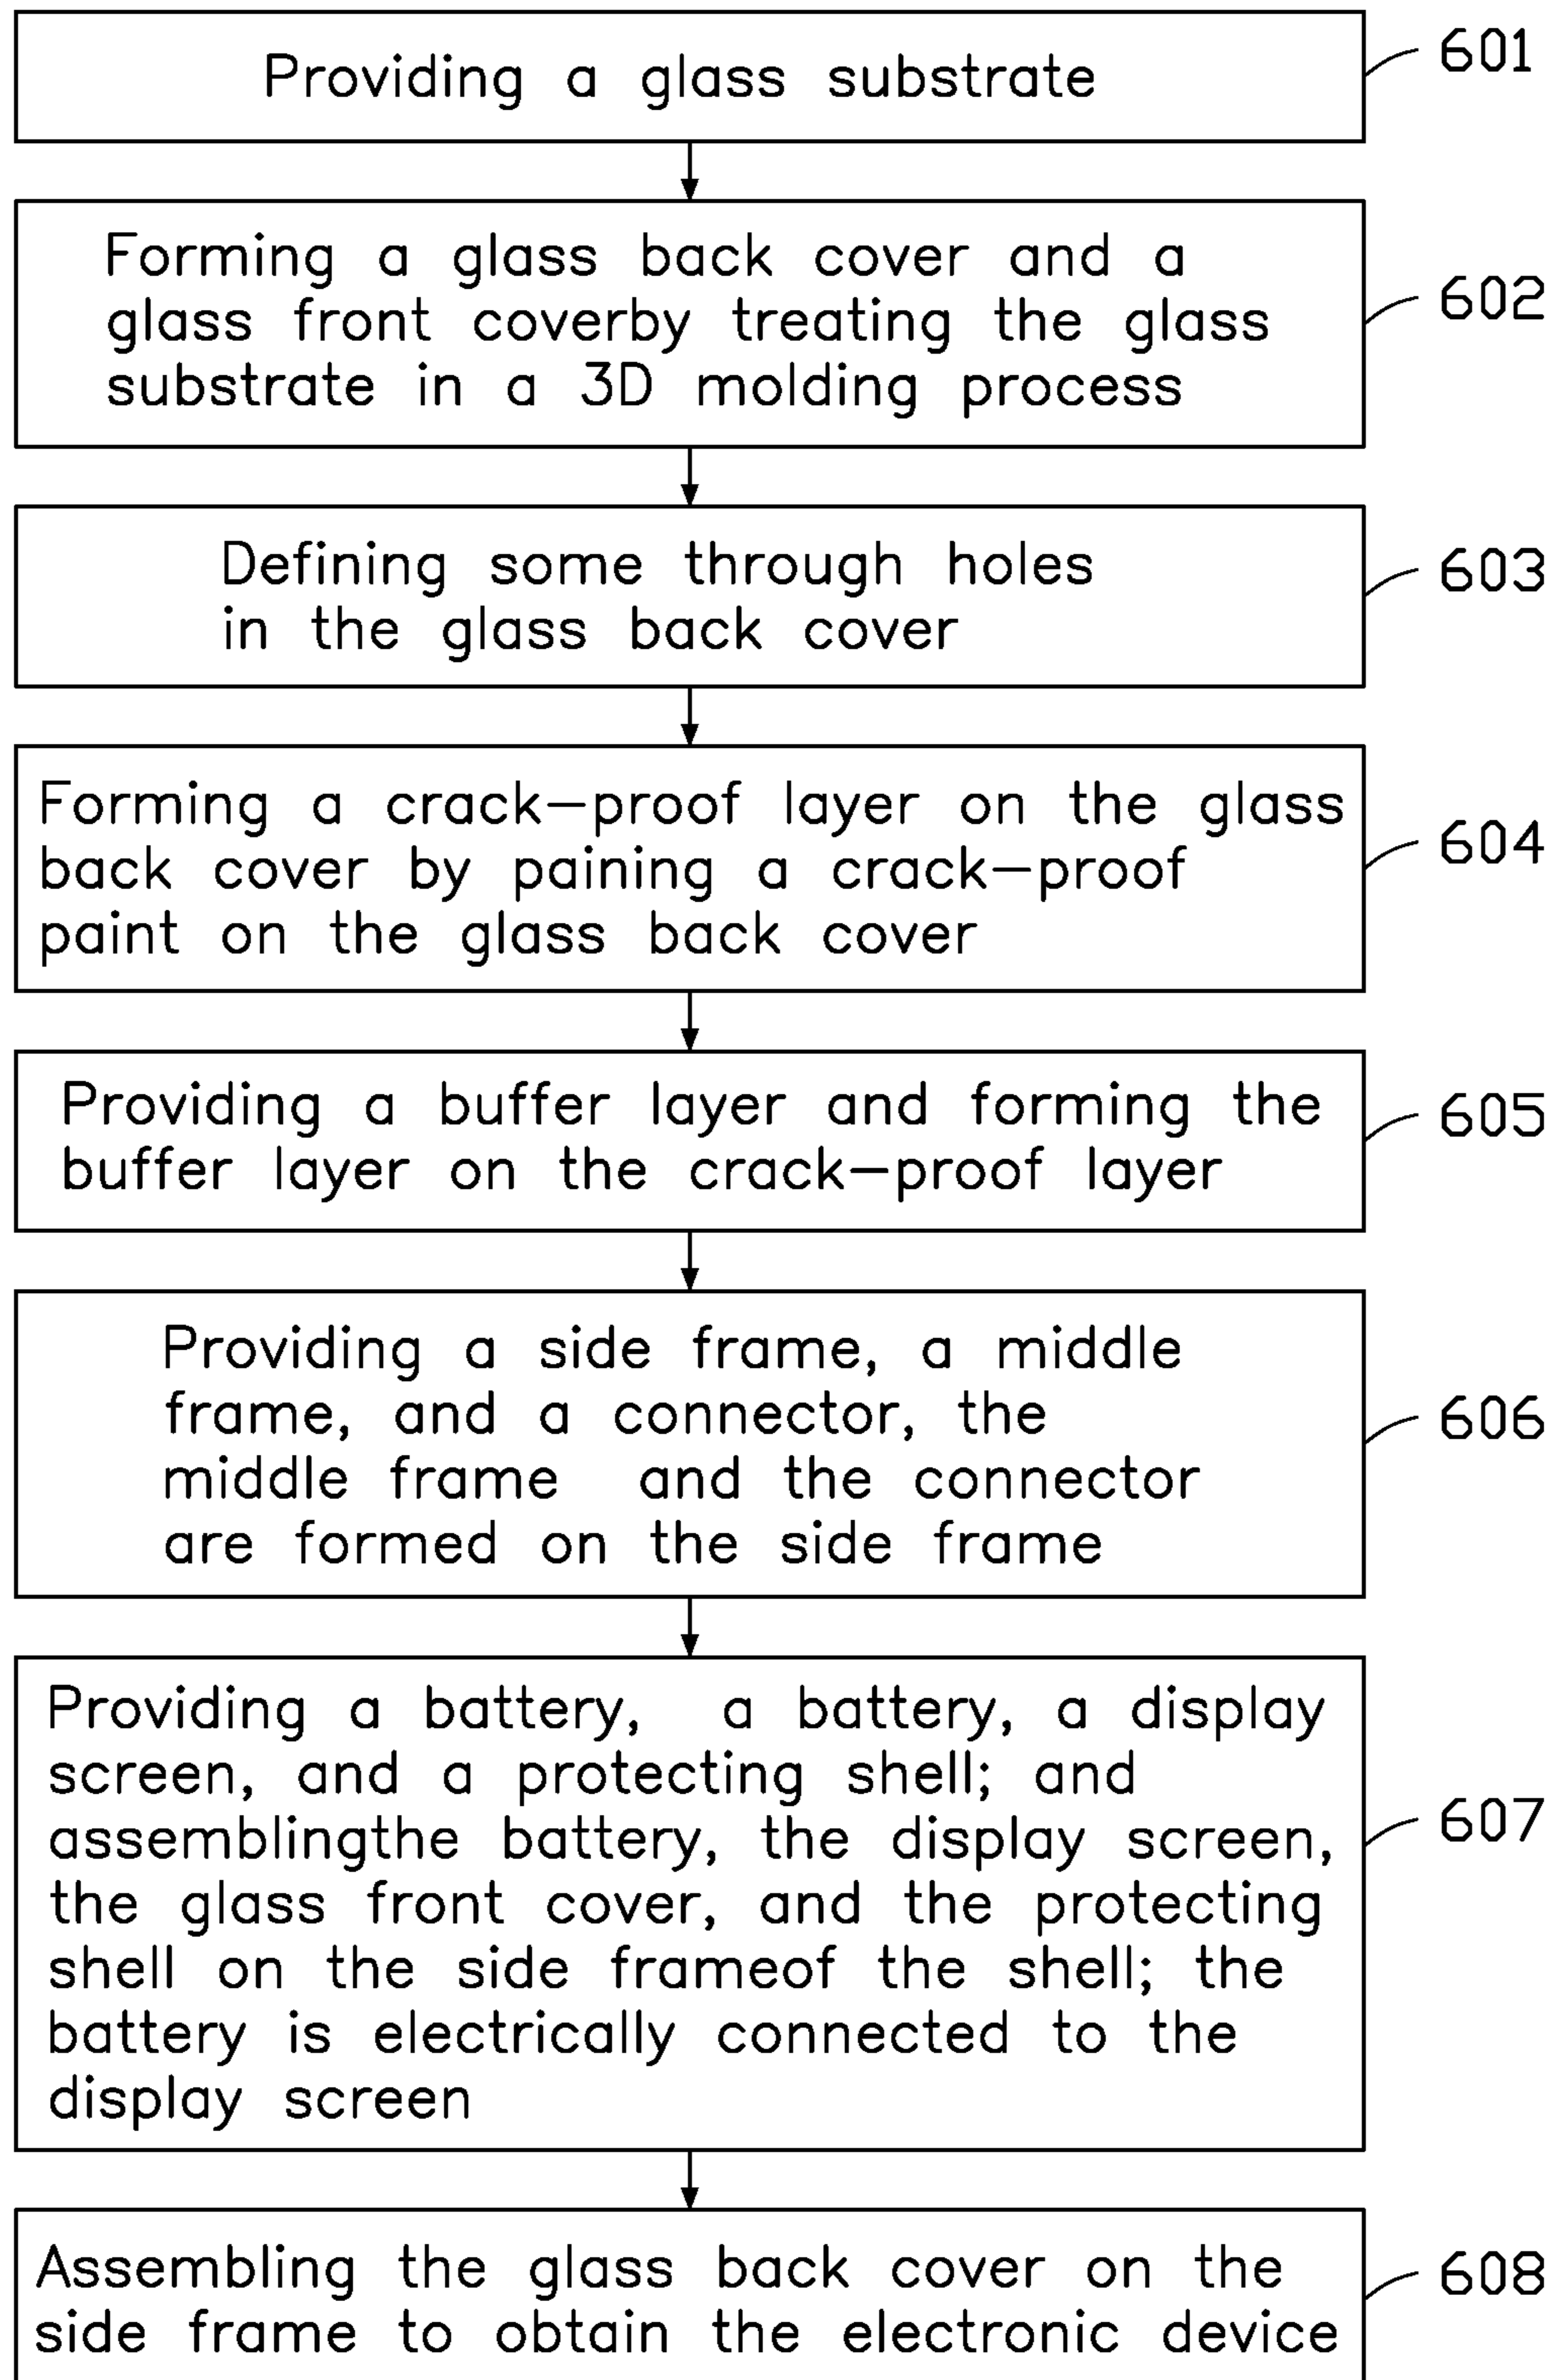 Providing a glass substrate
601
Forming a glass back cover and a
glass front coverby treating the glass
substrate in a 3D molding process
602
Defining some through holes
in the glass back cover
603
Forming a crack-proof layer on the glass
back cover by paining a crack-proof
paint on the glass back cover
604
Providing a buffer layer and forming the
buffer layer on the crack-proof layer
605
Providing a side frame, a middle
frame, and a connector, the
middle frame and the connector
are formed on the side frame
606
Providing a battery, a battery, a display
screen, and a protecting shell; and
assemblingthe battery, the display screen,
the glass front cover, and the protecting
shell on the side frameof the shell; the
battery is electrically connected to the
display screen
607
Assembling the glass back cover on the
side frame to obtain the electronic device
608